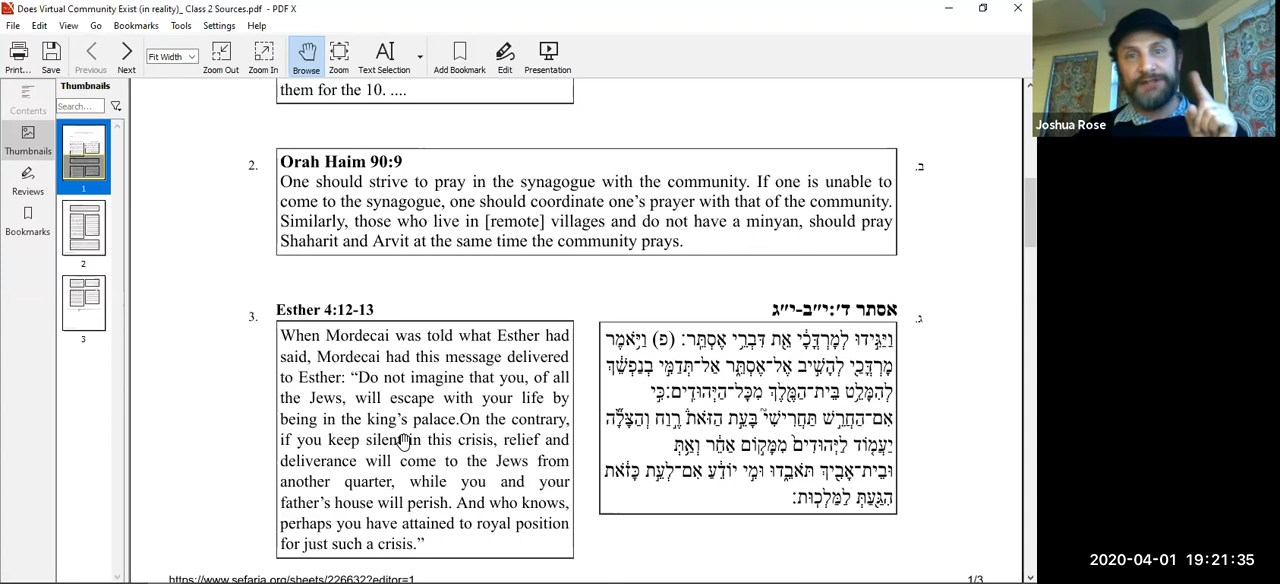 Does Virtual Community Exist (in reality)_ Class 2 Sources.pdf - PDF X
File Edit View Go Bookmarks Tools Settings Help
Print... Save Previous Next Fit Width Zoom Out Zoom In Browse Zoom Text Selection Add Bookmark Edit Presentation
Contents
Thumbnails
Reviews
Bookmarks
Thumbnails
Search...
1
2
3
them for the 10. ....
2.
Orah Haim 90:9
ב.
One should strive to pray in the synagogue with the community. If one is unable to
come to the synagogue, one should coordinate one's prayer with that of the community.
Similarly, those who live in [remote] villages and do not have a minyan, should pray
Shaharit and Arvit at the same time the community prays.
3.
Esther 4:12-13
When Mordecai was told what Esther had
said, Mordecai had this message delivered
to Esther: “Do not imagine that you, of all
the Jews, will escape with your life by
being in the king's palace.On the contrary,
if you keep silent in this crisis, relief and
deliverance will come to the Jews from
another quarter, while you and your
father's house will perish. And who knows,
perhaps you have attained to royal position
for just such a crisis.”
אסתר ד׳:י״ב-י״ג
ג.
וַיַּגִּ֣ידוּ לְמָרְדֳּכָ֔י אֵ֖ת דִּבְרֵ֥י אֶסְתֵּֽר׃ (פ) וַיֹּ֥אמֶר
מָרְדֳּכַ֖י לְהָשִׁ֣יב אֶל־אֶסְתֵּ֑ר אַל־תְּדַמִּ֣י בְנַפְשֵׁ֔ךְ
לְהִמָּלֵ֥ט בֵּית־הַמֶּ֖לֶךְ מִכָּל־הַיְּהוּדִֽים׃כִּ֣י
אִם־הַחֲרֵ֣שׁ תַּחֲרִישִׁי֮ בָּעֵ֣ת הַזֹּאת֒ רֶ֣וַח וְהַצָּלָ֞ה
יַעֲמ֤וֹד לַיְּהוּדִים֙ מִמָּק֣וֹם אַחֵ֔ר וְאַ֥תְּ
וּבֵית־אָבִ֖יךְ תֹּאבֵ֑דוּ וּמִ֣י יוֹדֵ֔עַ אִם־לְעֵ֣ת כָּזֹ֔את
הִגַּ֖עַתְּ לַמַּלְכֽוּת׃
https://www.sefaria.org/sheets/226632?editor=1
1/3
Joshua Rose
2020-04-01 19:21:35